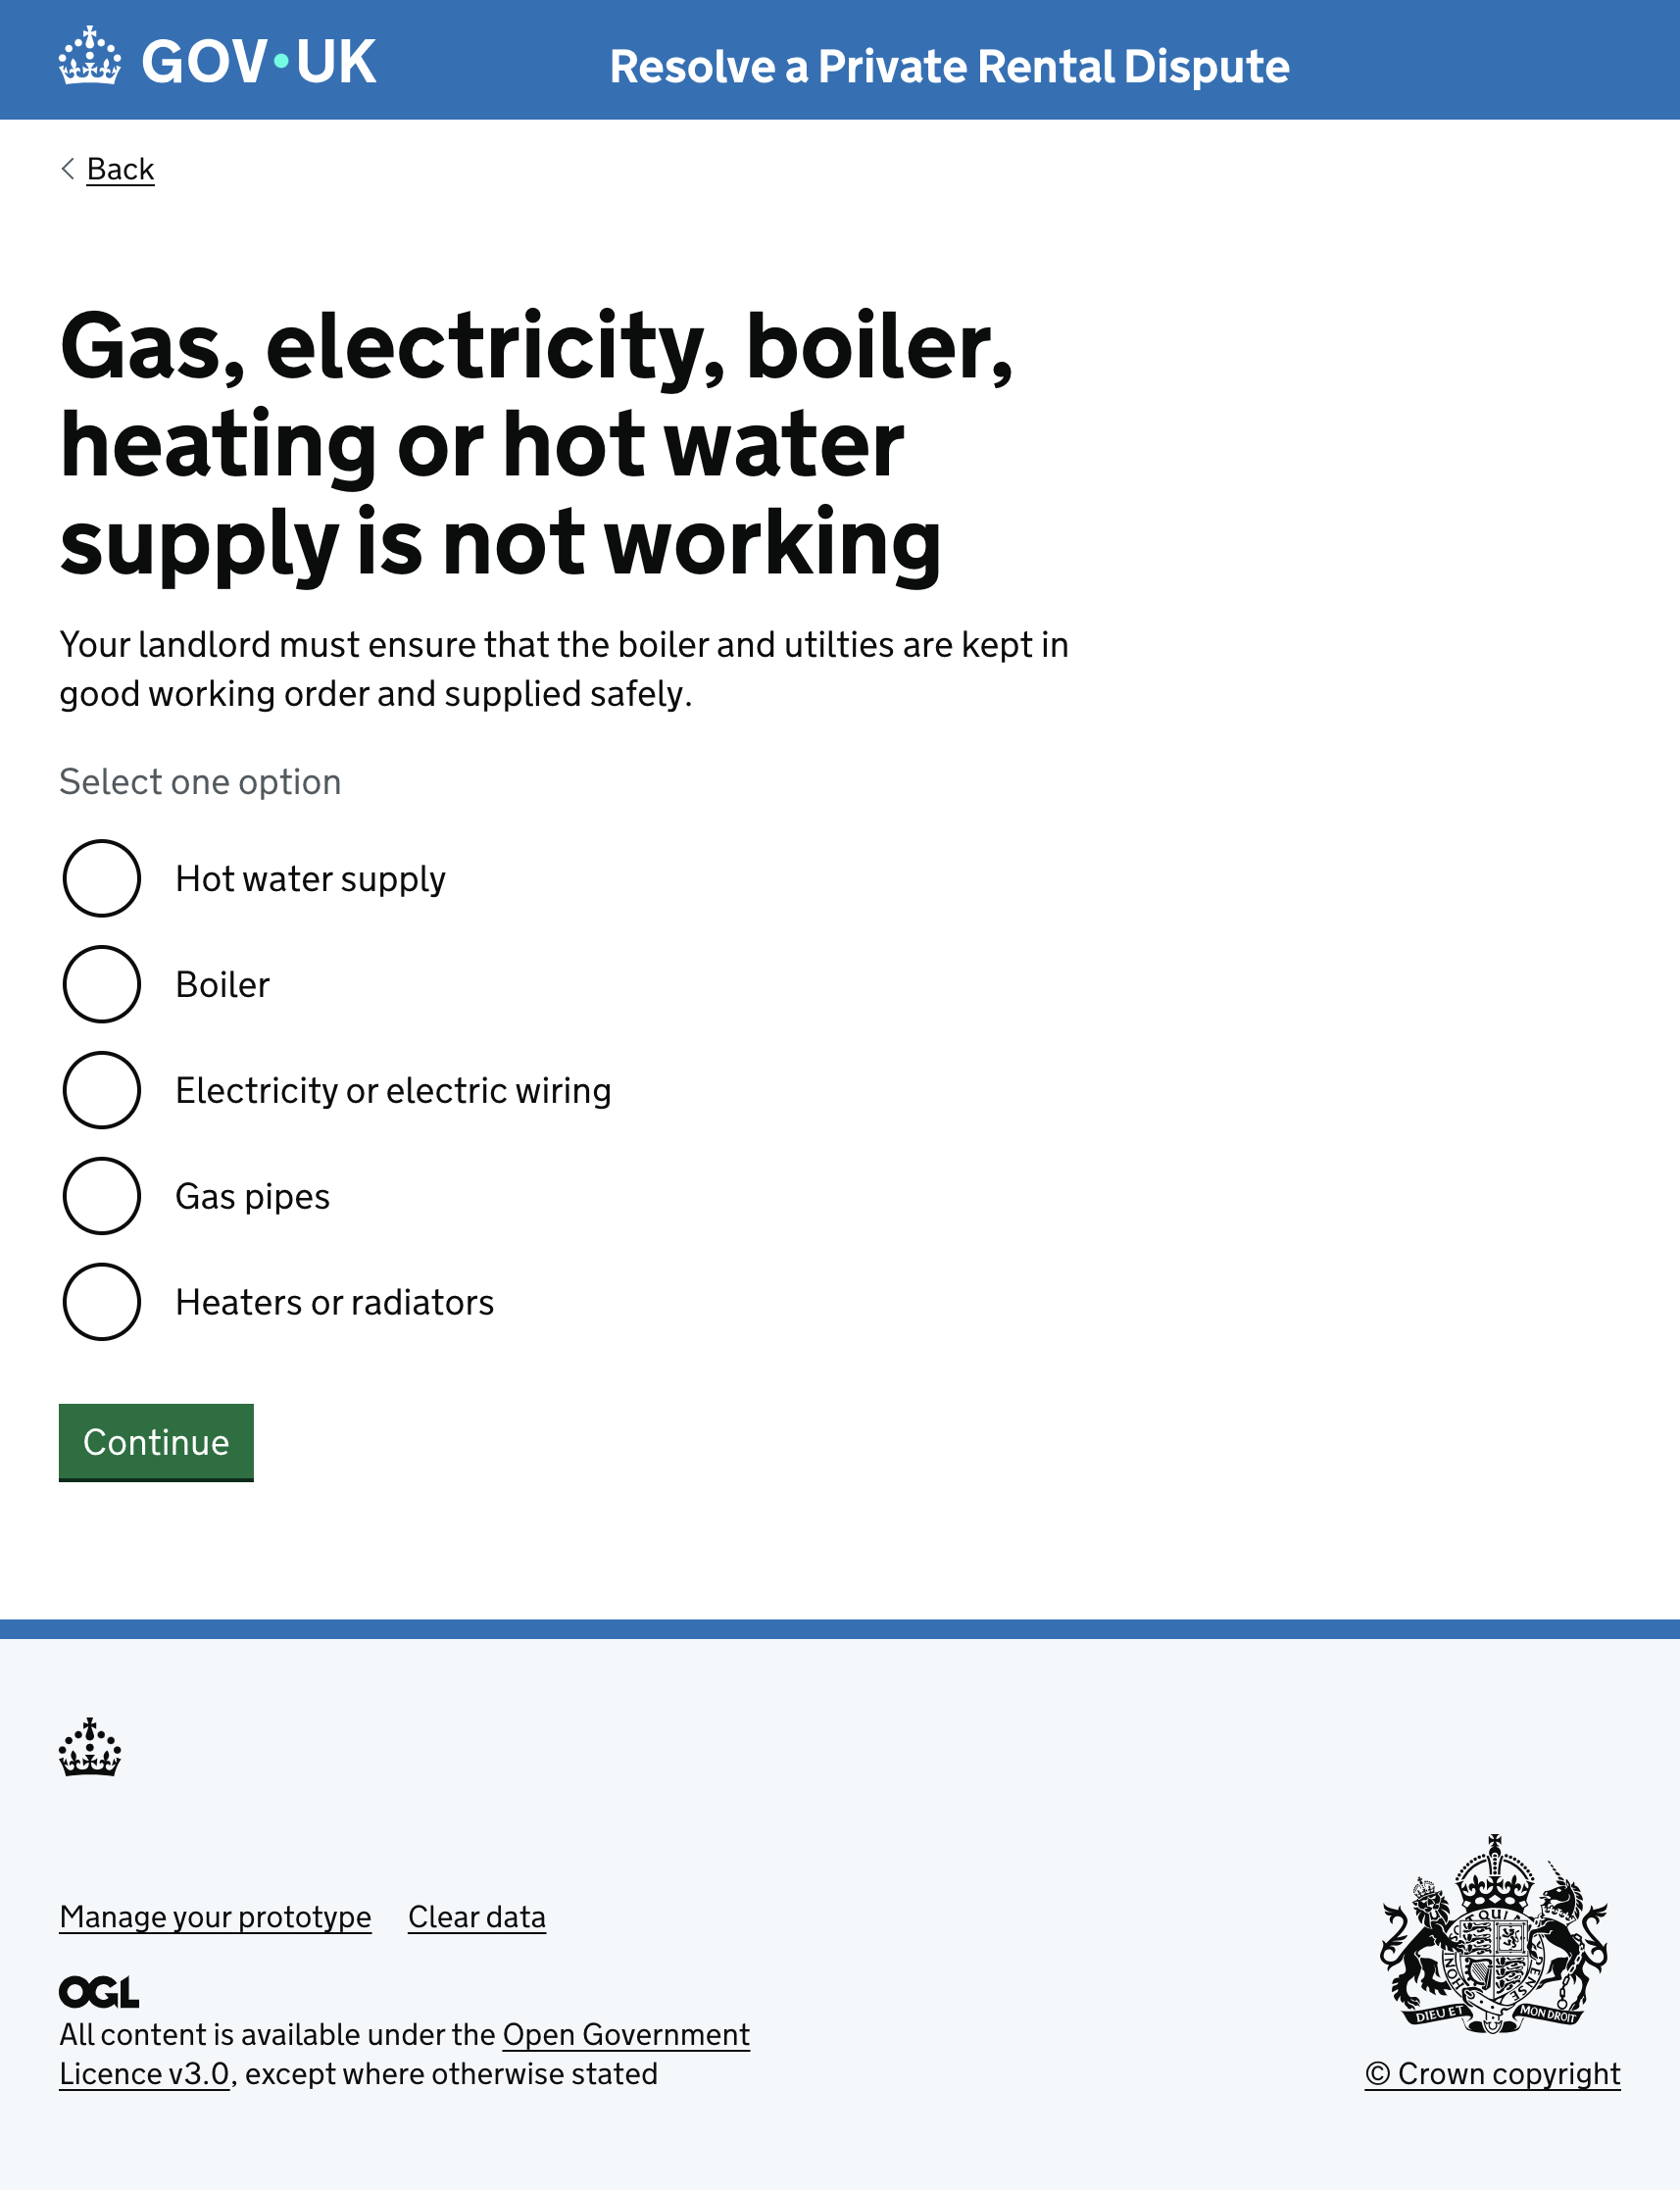 GOV·UK
Resolve a Private Rental Dispute
Back
Gas, electricity, boiler,
heating or hot water
supply is not working
Your landlord must ensure that the boiler and utilties are kept in
good working order and supplied safely.
Select one option
Hot water supply
Boiler
Electricity or electric wiring
Gas pipes
Heaters or radiators
Continue
Manage your prototype
Clear data
OGL
All content is available under the Open Government
Licence v3.0, except where otherwise stated
DIEU ET
MON DROIT
© Crown copyright